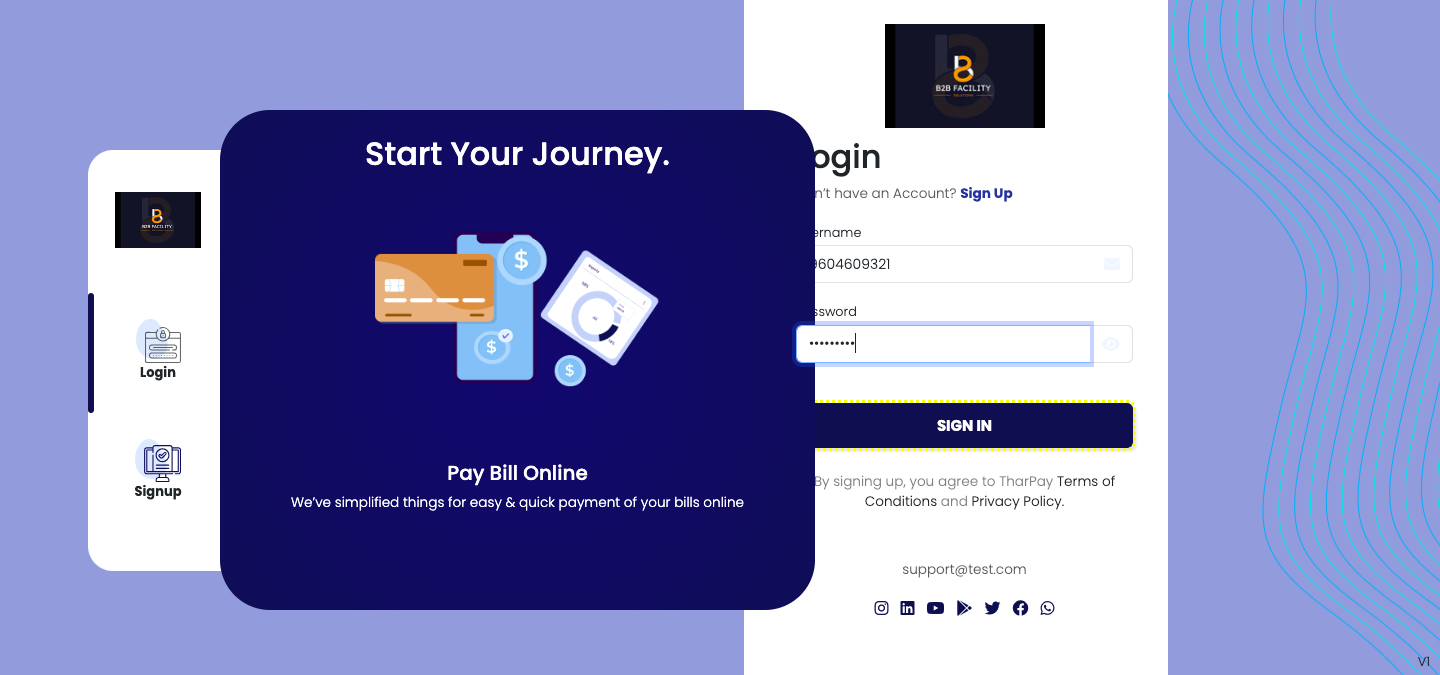 B2B FACILITY
SOLUTIONS
B2B FACILITY
Login
Signup
Start Your Journey.
Pay Bill Online
We've simplified things for easy & quick payment of your bills online
ogin
n't have an Account? Sign Up
ername
9604609321
ssword
•••••••••
SIGN IN
By signing up, you agree to TharPay Terms of
Conditions and Privacy Policy.
support@test.com
V1